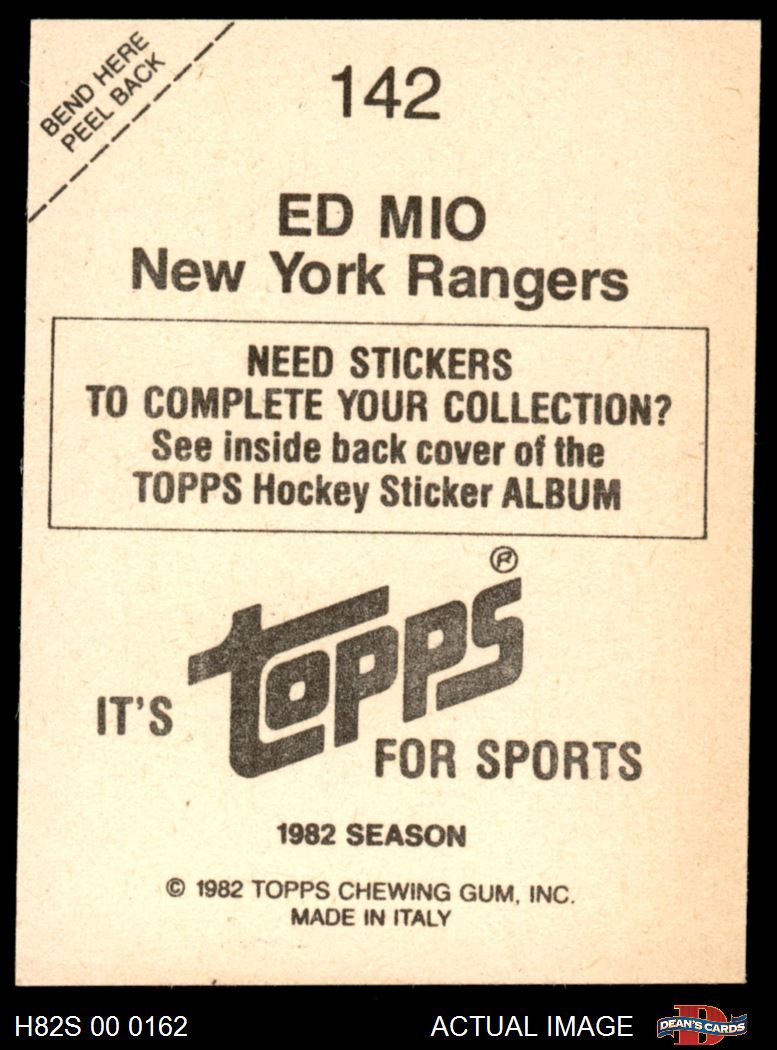 BEND HERE
PEEL BACK
142
ED MIO
New York Rangers
NEED STICKERS
TO COMPLETE YOUR COLLECTION?
See inside back cover of the
TOPPS Hockey Sticker ALBUM
IT'S topps®
FOR SPORTS
1982 SEASON
© 1982 TOPPS CHEWING GUM, INC.
MADE IN ITALY
H82S 00 0162 ACTUAL IMAGE D DEAN'S CARDS